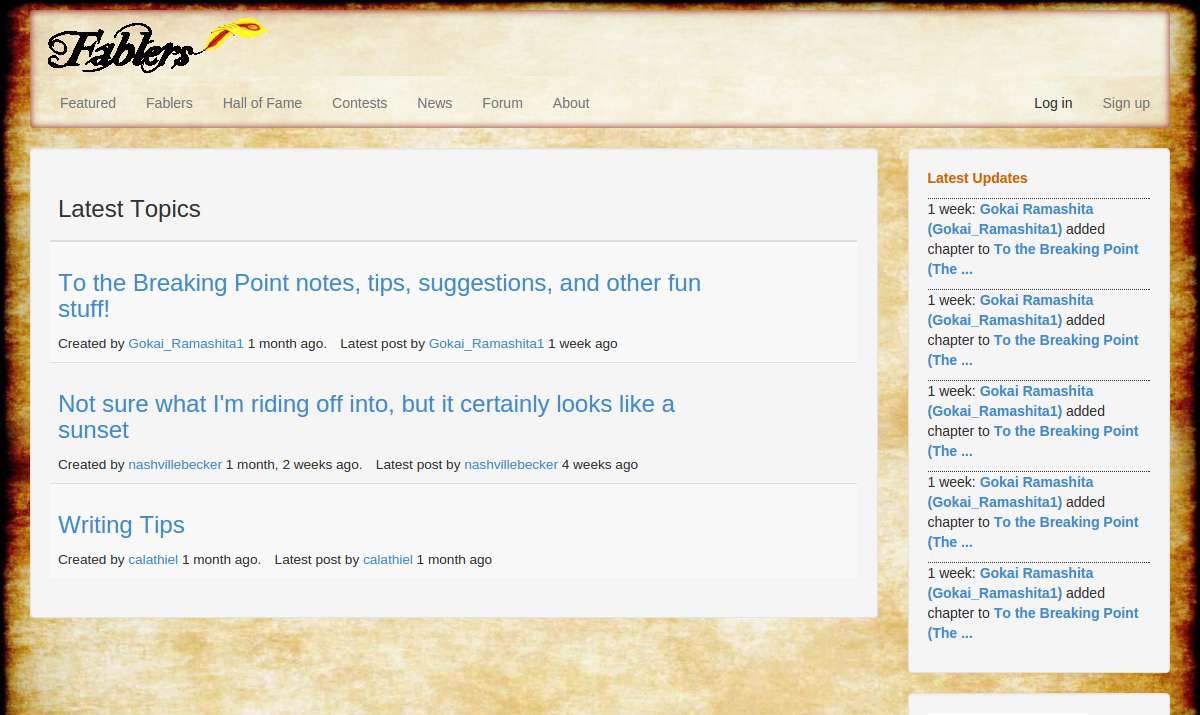 Fablers
Featured Fablers Hall of Fame Contests News Forum About Log in Sign up
Latest Topics
To the Breaking Point notes, tips, suggestions, and other fun
stuff!
Created by Gokai_Ramashita1 1 month ago. Latest post by Gokai_Ramashita1 1 week ago
Not sure what I'm riding off into, but it certainly looks like a
sunset
Created by nashvillebecker 1 month, 2 weeks ago. Latest post by nashvillebecker 4 weeks ago
Writing Tips
Created by calathiel 1 month ago. Latest post by calathiel 1 month ago
Latest Updates
1 week: Gokai Ramashita
(Gokai_Ramashita1) added
chapter to To the Breaking Point
(The ...
1 week: Gokai Ramashita
(Gokai_Ramashita1) added
chapter to To the Breaking Point
(The ...
1 week: Gokai Ramashita
(Gokai_Ramashita1) added
chapter to To the Breaking Point
(The ...
1 week: Gokai Ramashita
(Gokai_Ramashita1) added
chapter to To the Breaking Point
(The ...
1 week: Gokai Ramashita
(Gokai_Ramashita1) added
chapter to To the Breaking Point
(The ...